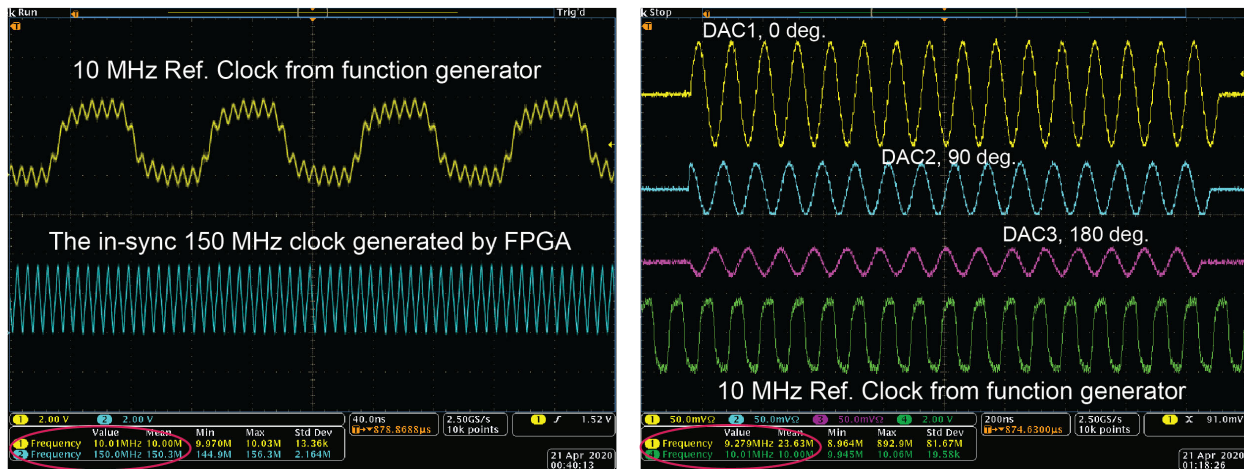 Run
Trig'd
10 MHz Ref. Clock from function generator
The in-sync 150 MHz clock generated by FPGA
1 2.00 V 2 2.00 V 40.0ns 2.50GS/s 1 1.52 V
T→▼878.8688µs 10k points
Value Mean Min Max Std Dev
1 Frequency 10.01MHz 10.00M 9.970M 10.03M 13.36k
2 Frequency 150.0MHz 150.3M 144.9M 156.3M 2.164M
21 Apr 2020
00:40:13
Stop
DAC1, 0 deg.
DAC2, 90 deg.
DAC3, 180 deg.
10 MHz Ref. Clock from function generator
1 50.0mVΩ 2 50.0mVΩ 3 50.0mVΩ 4 2.00 V 200ns 2.50GS/s 1 91.0mV
T→▼874.6300µs 10k points
Value Mean Min Max Std Dev
1 Frequency 9.279MHz 23.63M 8.964M 892.9M 81.67M
4 Frequency 10.01MHz 10.00M 9.945M 10.06M 19.58k
21 Apr 2020
01:18:26